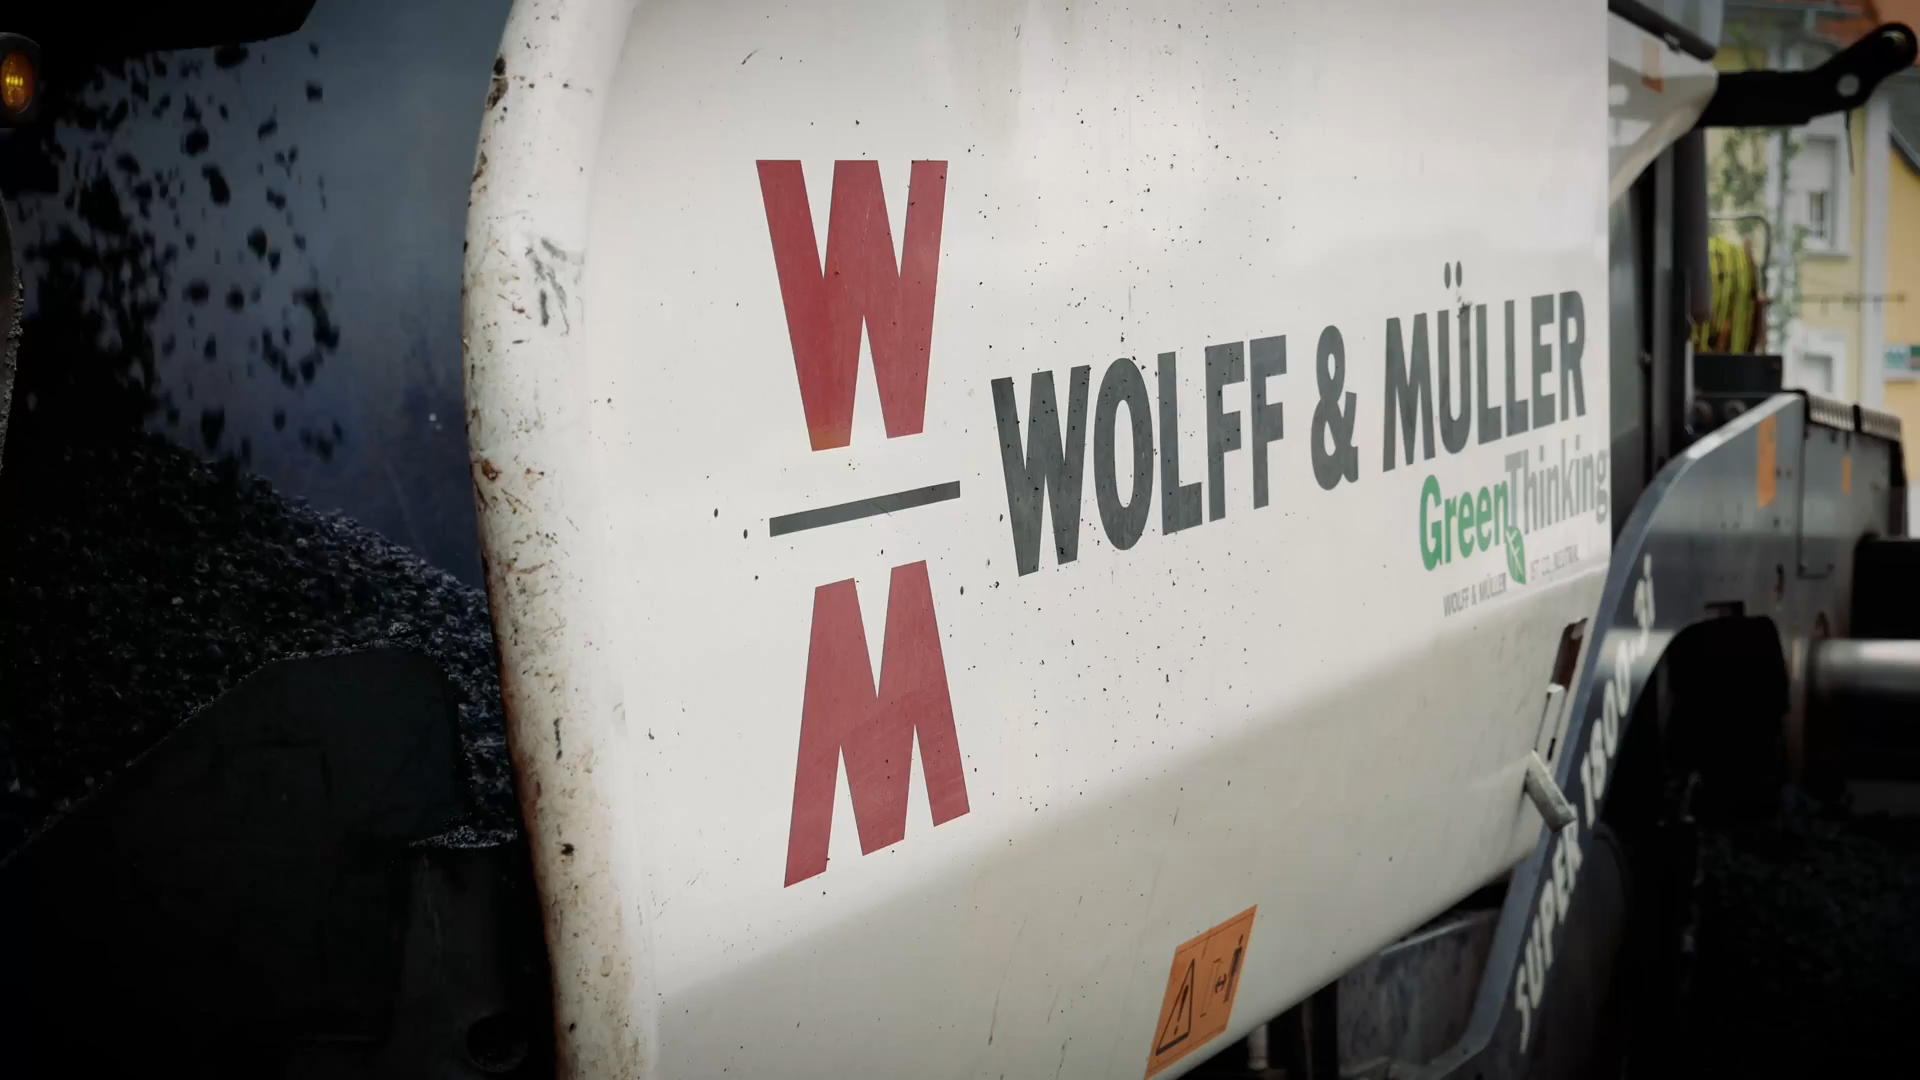 W
M
WOLFF & MÜLLER
GreenThinking
WOLFF & MÜLLER
SUPER 1800-3i